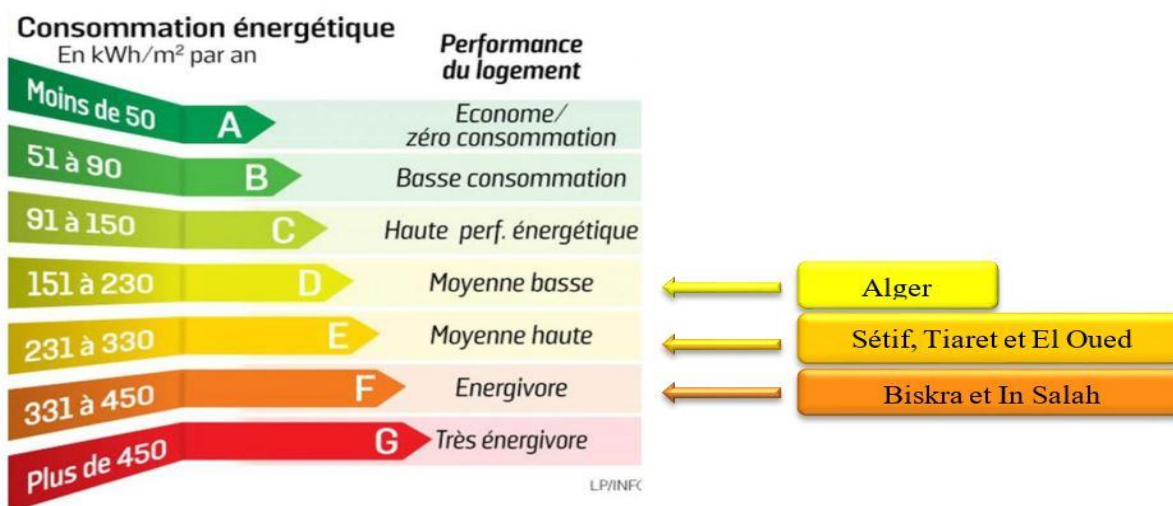 Consommation énergétique
En kWh/m² par an
Performance
du logement
Moins de 50
A
Econome/
zéro consommation
51 à 90
B
Basse consommation
91 à 150
C
Haute perf. énergétique
151 à 230
D
Moyenne basse
Alger
231 à 330
E
Moyenne haute
Sétif, Tiaret et El Oued
331 à 450
F
Energivore
Biskra et In Salah
Plus de 450
G
Très énergivore
LP/INFO